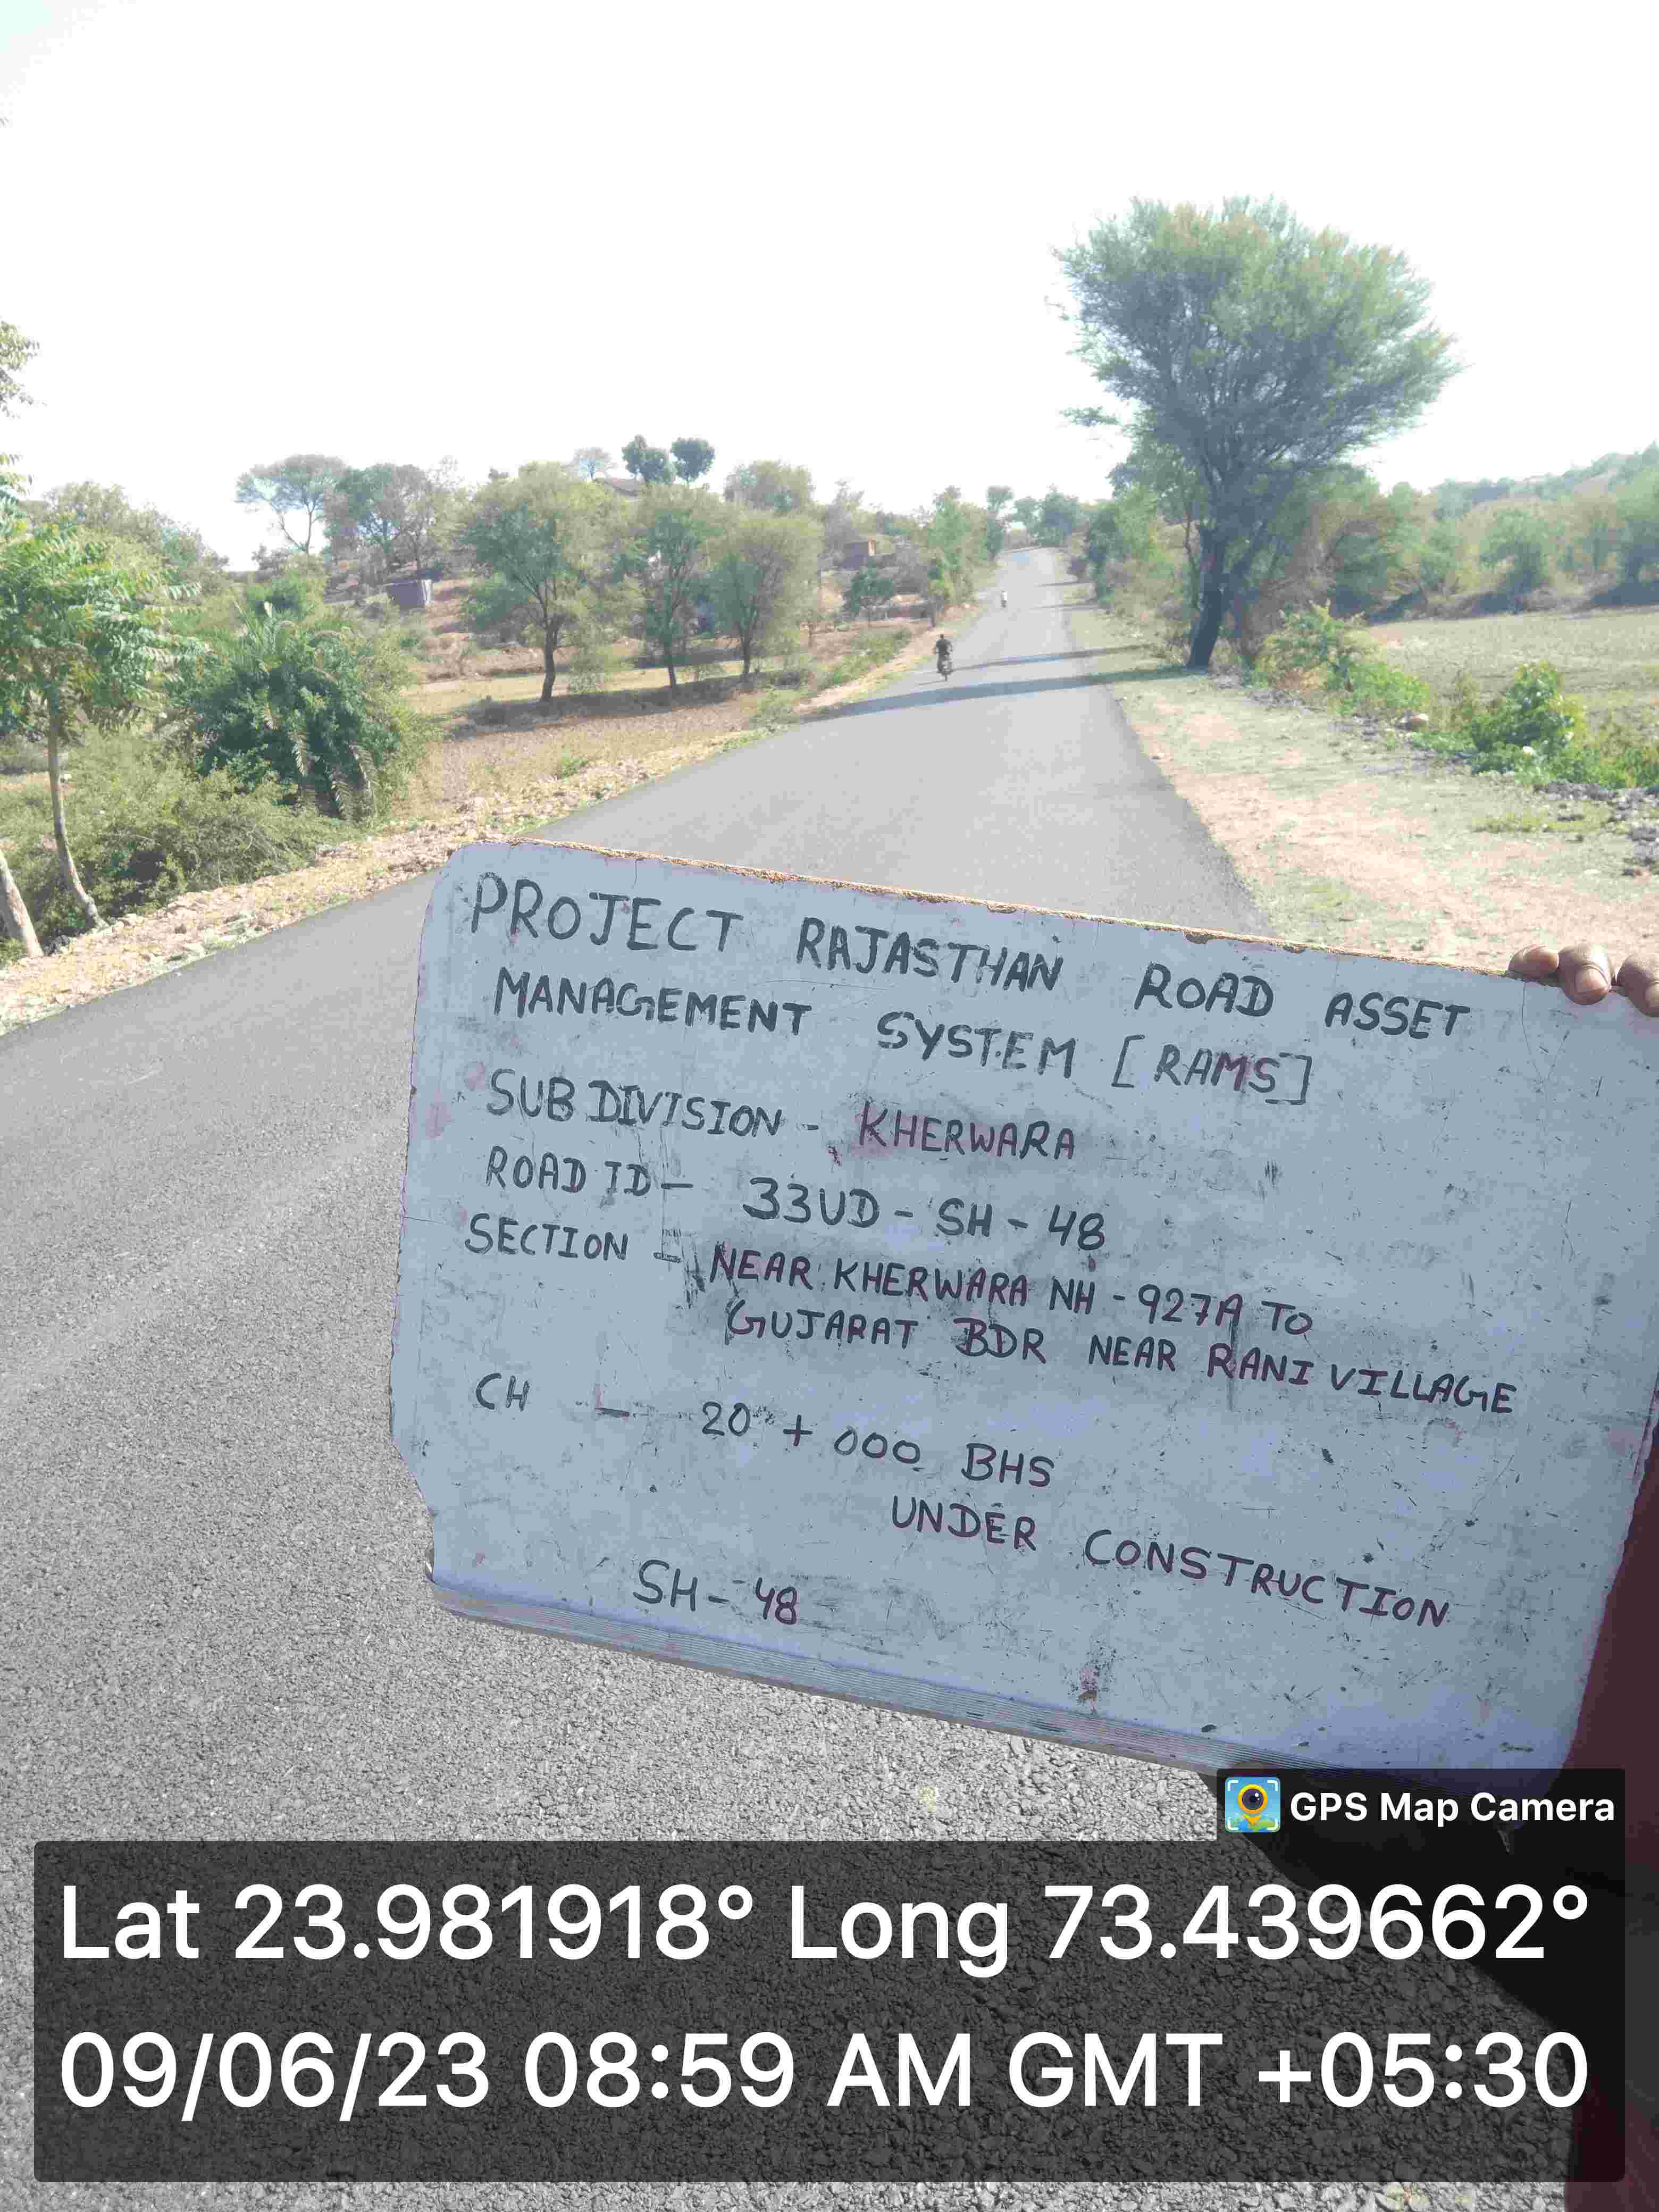 PROJECT RAJASTHAN ROAD ASSET
MANAGEMENT SYSTEM [RAMS]
SUB DIVISION - KHERWARA
ROAD ID - 33UD - SH - 48
SECTION - NEAR KHERWARA NH - 927A TO
GUJARAT BDR NEAR RANI VILLAGE
CH - 20 + 000 BHS
UNDER CONSTRUCTION
SH - 48
GPS Map Camera
Lat 23.981918° Long 73.439662°
09/06/23 08:59 AM GMT +05:30